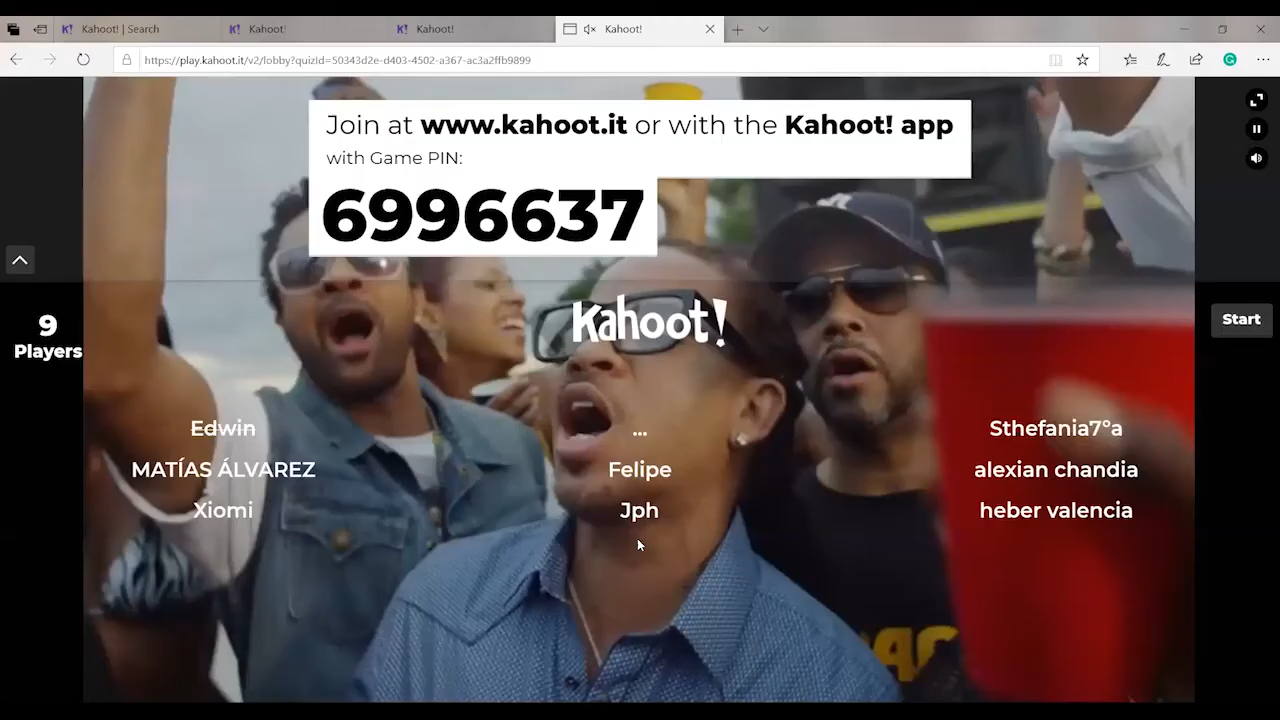 Kahoot! | Search
Kahoot!
Kahoot!
Kahoot!
https://play.kahoot.it/v2/lobby?quizId=50343d2e-d403-4502-a367-ac3a2ffb9899
Join at www.kahoot.it or with the Kahoot! app
with Game PIN:
6996637
Kahoot!
9
Players
Start
Edwin
...
Sthefania7°a
MATÍAS ÁLVAREZ
Felipe
alexian chandia
Xiomi
Jph
heber valencia